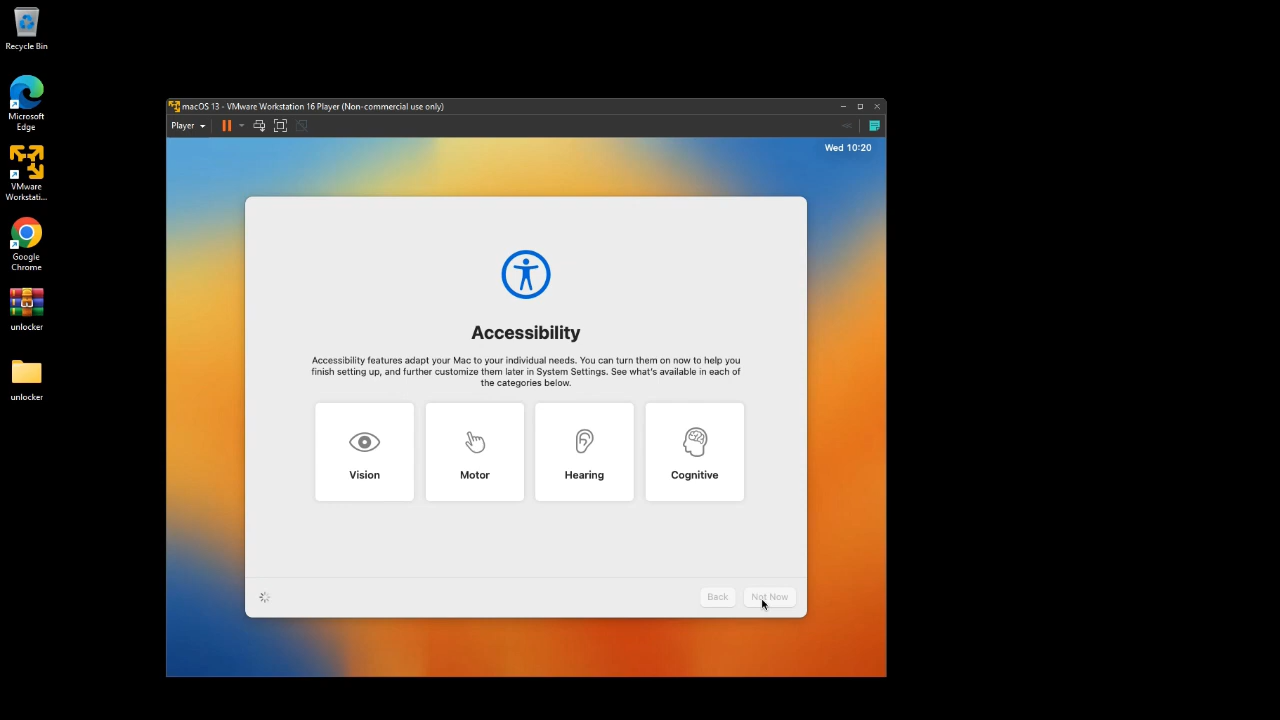 Recycle Bin
Microsoft
Edge
VMware
Workstati...
Google
Chrome
unlocker
unlocker
macOS 13 - VMware Workstation 16 Player (Non-commercial use only)
Player
Wed 10:20
Accessibility
Accessibility features adapt your Mac to your individual needs. You can turn them on now to help you
finish setting up, and further customize them later in System Settings. See what's available in each of
the categories below.
Vision
Motor
Hearing
Cognitive
Back
Not Now